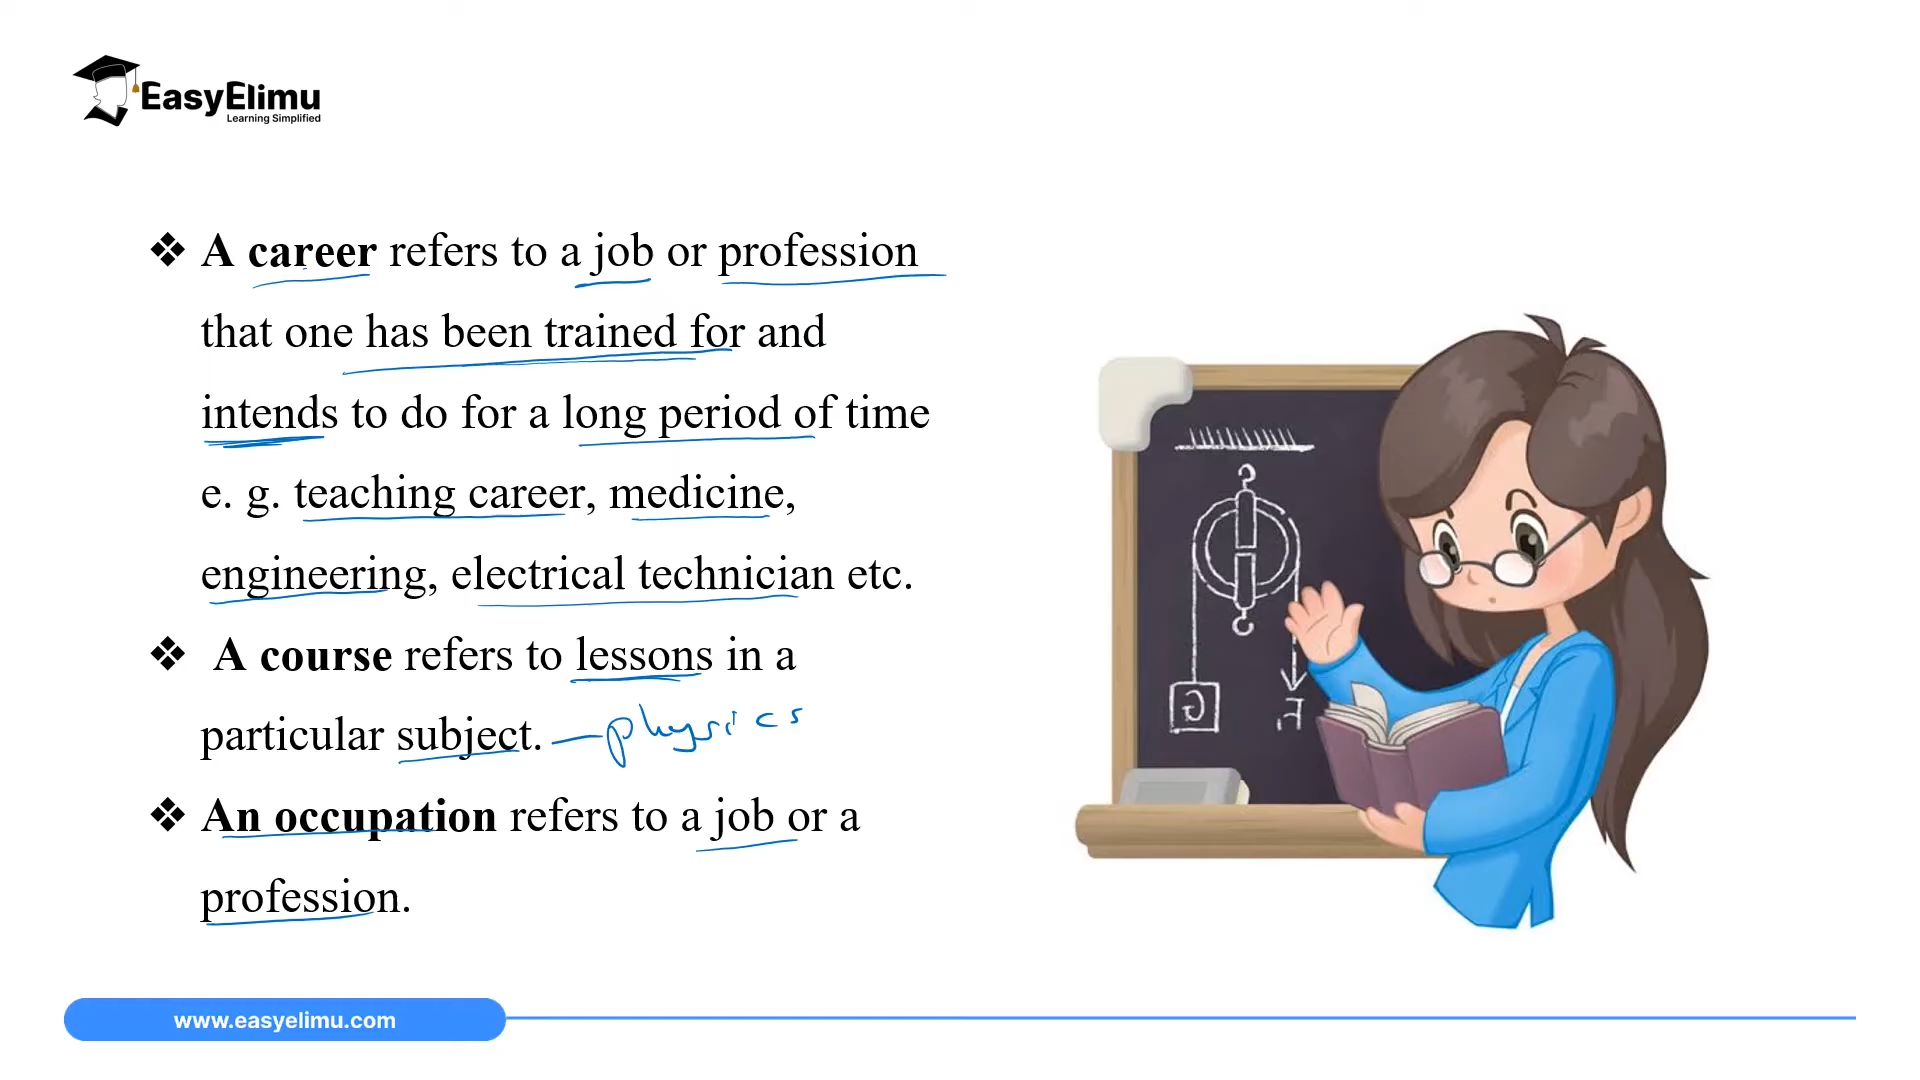 EasyElimu
Learning Simplified
❖ A career refers to a job or profession
that one has been trained for and
intends to do for a long period of time
e. g. teaching career, medicine,
engineering, electrical technician etc.
❖ A course refers to lessons in a
particular subject. — physics
❖ An occupation refers to a job or a
profession.
G
F
www.easyelimu.com